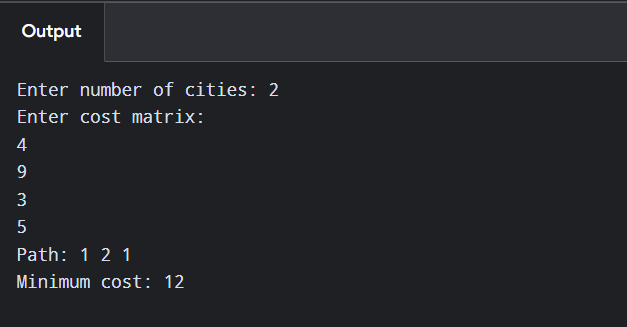 Output
Enter number of cities: 2
Enter cost matrix:
4
9
3
5
Path: 1 2 1
Minimum cost: 12